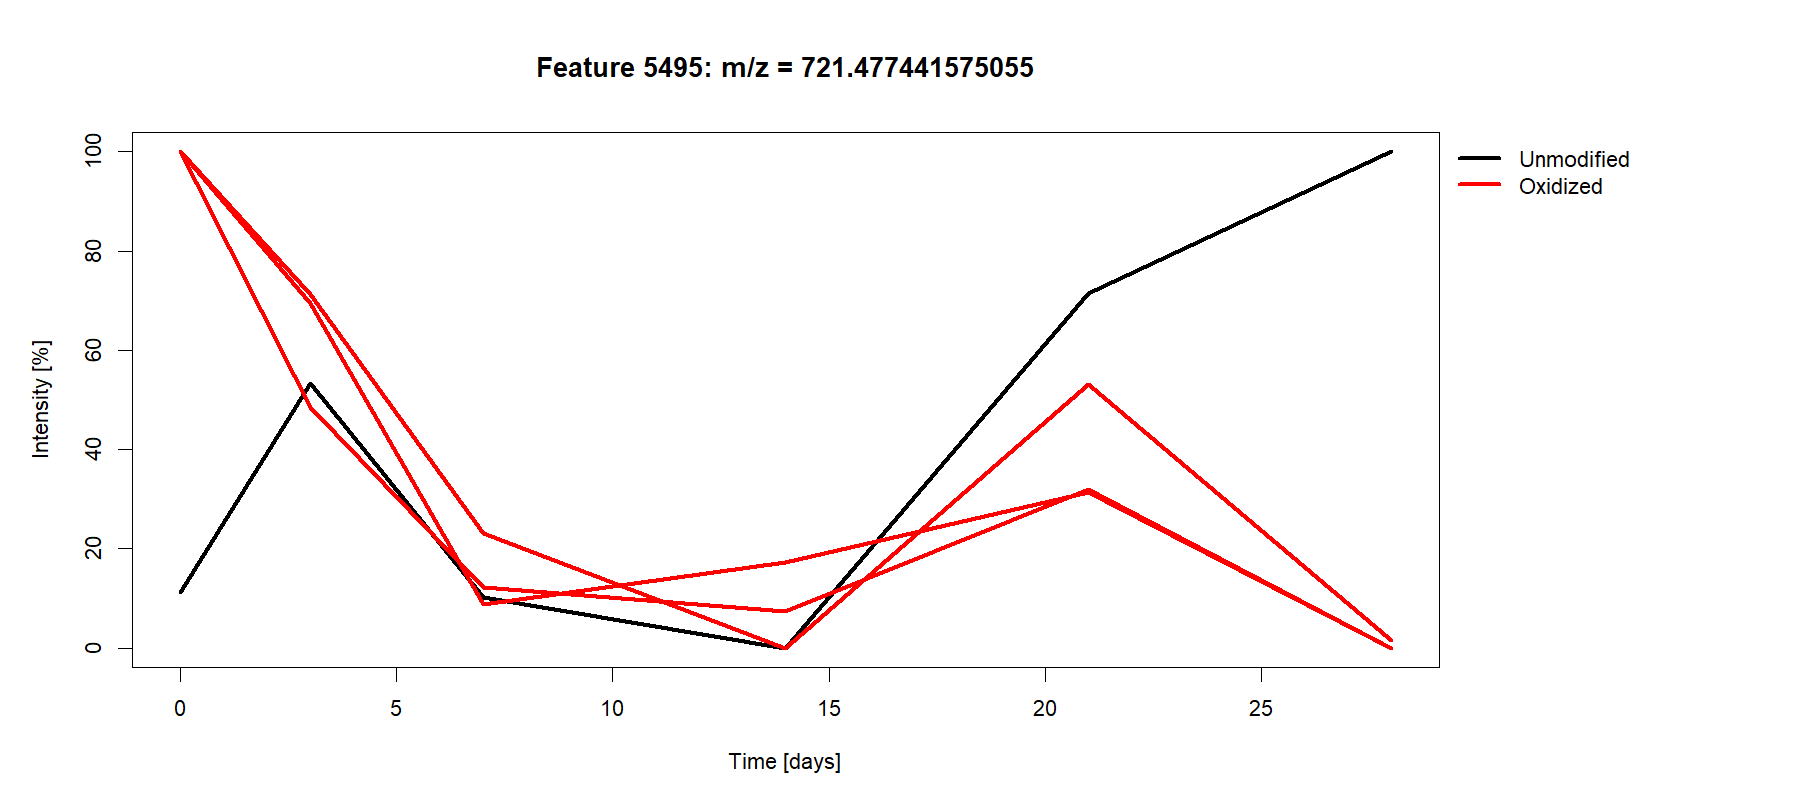 Feature 5495: m/z = 721.477441575055
Unmodified
Oxidized
Intensity [%]
100
80
60
40
20
0
0 5 10 15 20 25
Time [days]